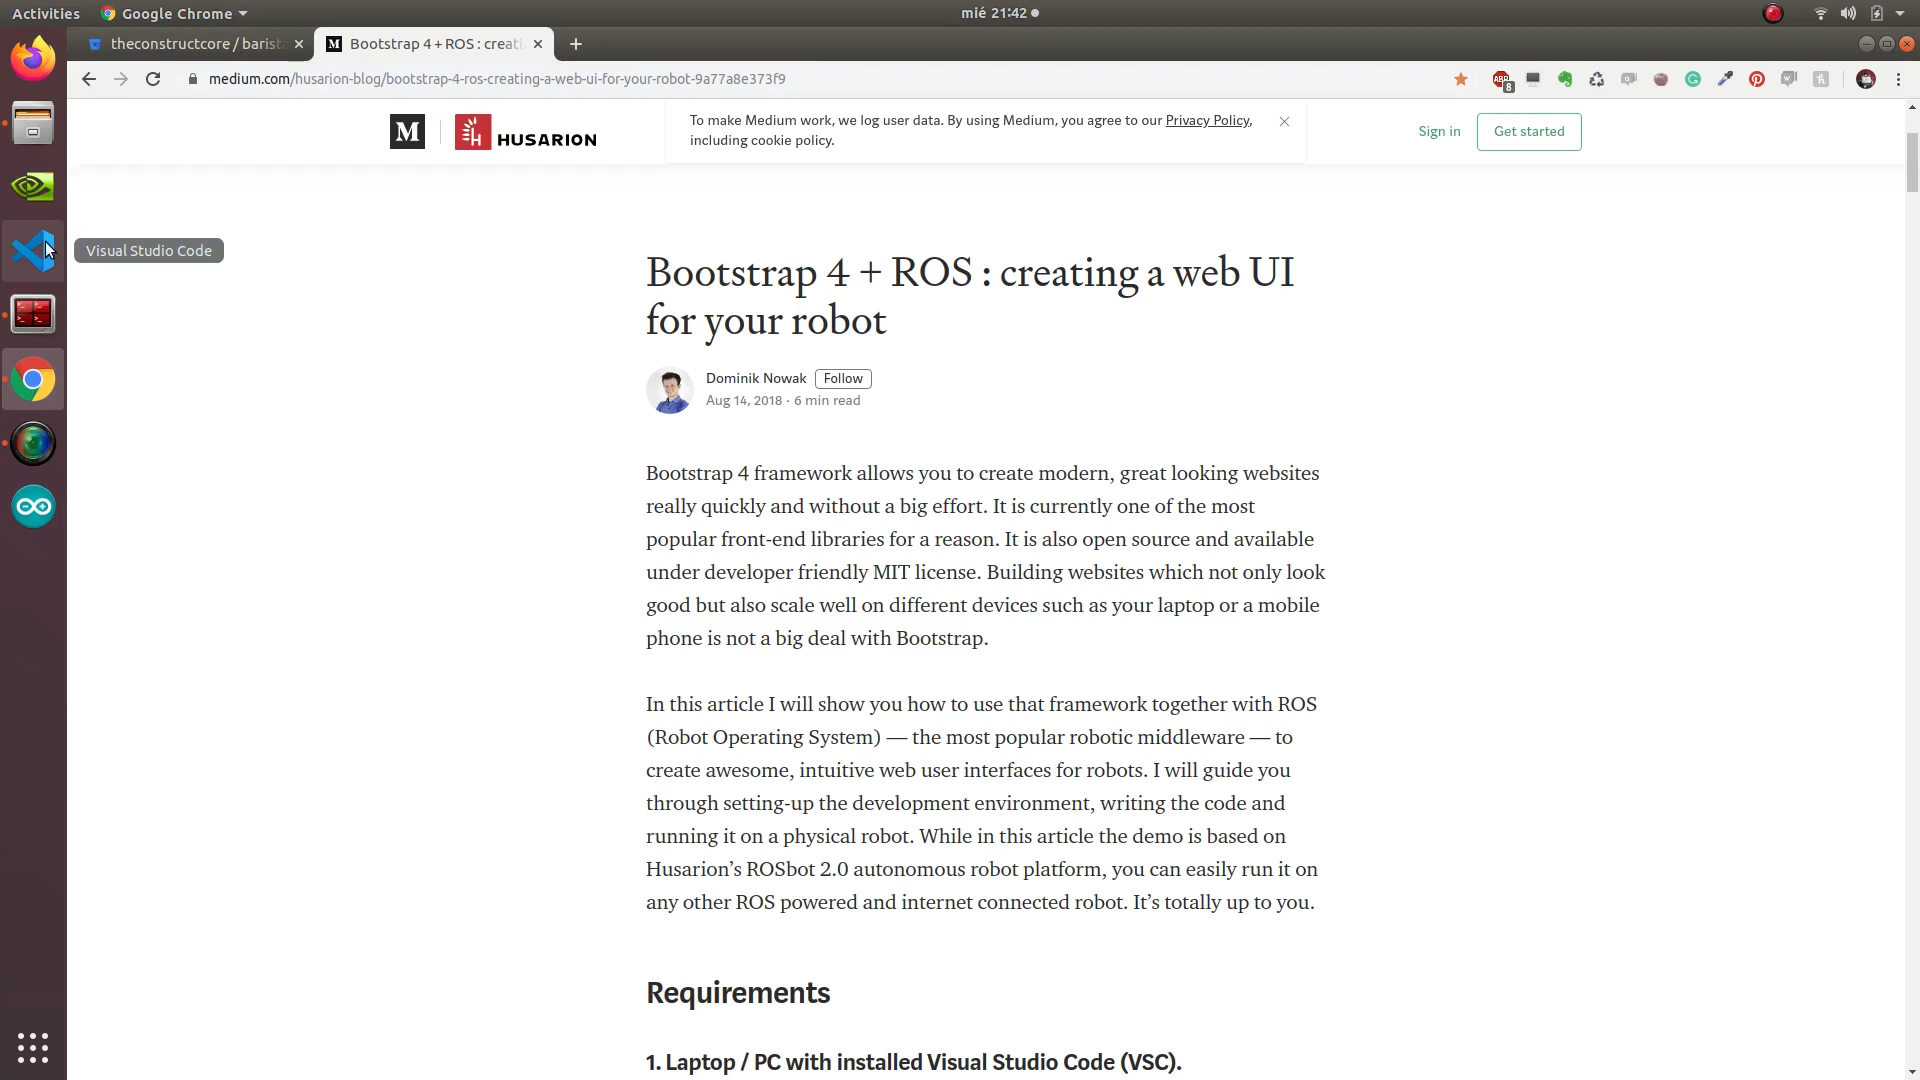 Activities
Google Chrome
mié 21:42
theconstructcore / barist
Bootstrap 4 + ROS : creati
medium.com/husarion-blog/bootstrap-4-ros-creating-a-web-ui-for-your-robot-9a77a8e373f9
ABP
8
M
HUSARION
To make Medium work, we log user data. By using Medium, you agree to our Privacy Policy,
including cookie policy.
Sign in
Get started
Visual Studio Code
Bootstrap 4 + ROS : creating a web UI
for your robot
Dominik Nowak
Follow
Aug 14, 2018 · 6 min read
Bootstrap 4 framework allows you to create modern, great looking websites
really quickly and without a big effort. It is currently one of the most
popular front-end libraries for a reason. It is also open source and available
under developer friendly MIT license. Building websites which not only look
good but also scale well on different devices such as your laptop or a mobile
phone is not a big deal with Bootstrap.
In this article I will show you how to use that framework together with ROS
(Robot Operating System) — the most popular robotic middleware — to
create awesome, intuitive web user interfaces for robots. I will guide you
through setting-up the development environment, writing the code and
running it on a physical robot. While in this article the demo is based on
Husarion’s ROSbot 2.0 autonomous robot platform, you can easily run it on
any other ROS powered and internet connected robot. It’s totally up to you.
Requirements
1. Laptop / PC with installed Visual Studio Code (VSC).